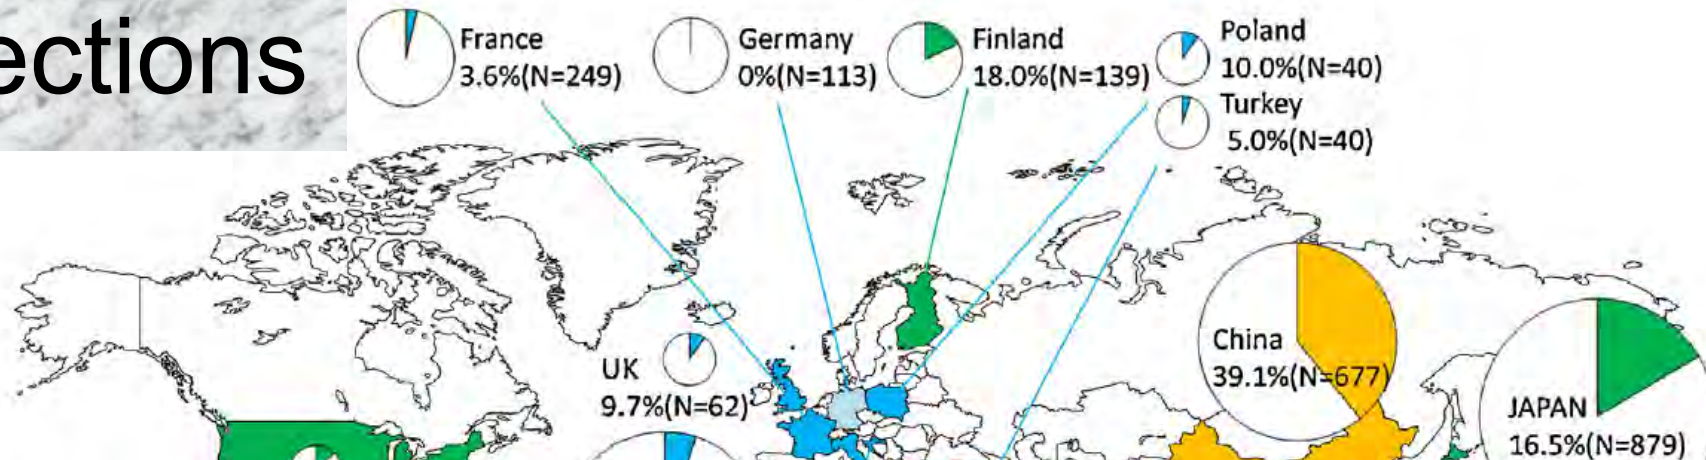 ections
France
3.6%(N=249)
Germany
0%(N=113)
Finland
18.0%(N=139)
Poland
10.0%(N=40)
Turkey
5.0%(N=40)
UK
9.7%(N=62)
China
39.1%(N=677)
JAPAN
16.5%(N=879)